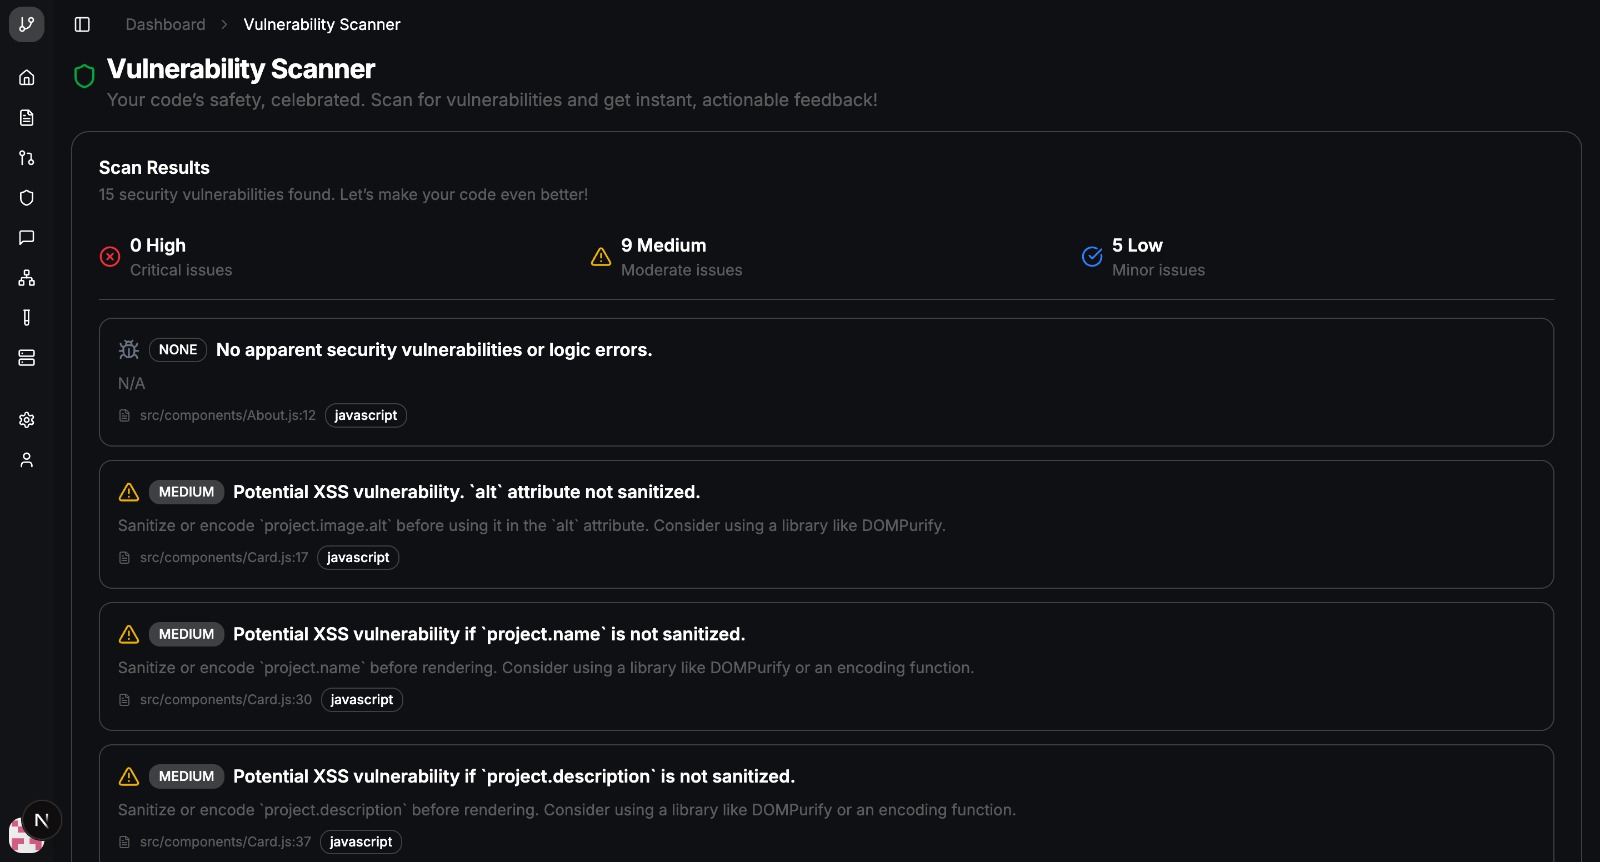 Dashboard > Vulnerability Scanner
Vulnerability Scanner
Your code's safety, celebrated. Scan for vulnerabilities and get instant, actionable feedback!
Scan Results
15 security vulnerabilities found. Let's make your code even better!
0 High
Critical issues
9 Medium
Moderate issues
5 Low
Minor issues
NONE No apparent security vulnerabilities or logic errors.
N/A
src/components/About.js:12 javascript
MEDIUM Potential XSS vulnerability. `alt` attribute not sanitized.
Sanitize or encode `project.image.alt` before using it in the `alt` attribute. Consider using a library like DOMPurify.
src/components/Card.js:17 javascript
MEDIUM Potential XSS vulnerability if `project.name` is not sanitized.
Sanitize or encode `project.name` before rendering. Consider using a library like DOMPurify or an encoding function.
src/components/Card.js:30 javascript
MEDIUM Potential XSS vulnerability if `project.description` is not sanitized.
Sanitize or encode `project.description` before rendering. Consider using a library like DOMPurify or an encoding function.
src/components/Card.js:37 javascript
N